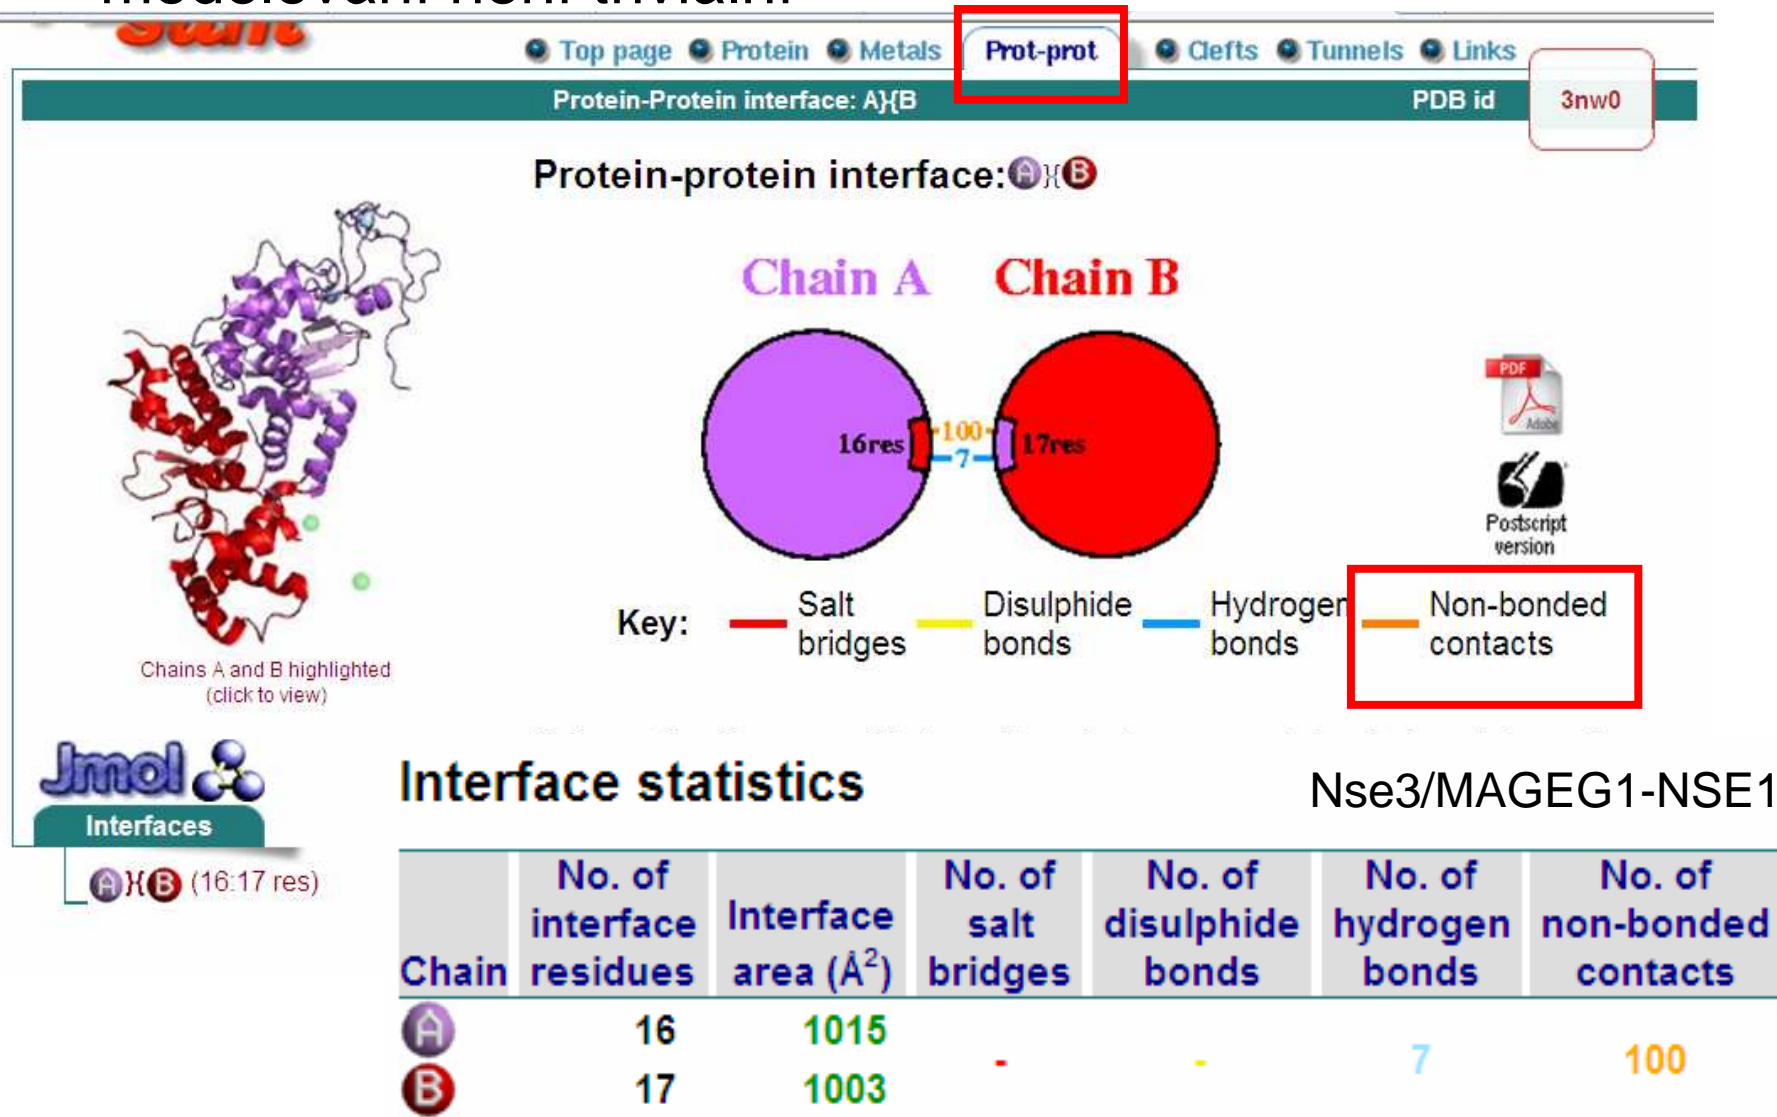 Top page Protein Metals Prot-prot Clefts Tunnels Links
Protein-Protein interface: A}{B PDB id 3nw0
Protein-protein interface: A}{B
Chain A Chain B
16res 100 17res
7
PDF
Adobe
Postscript
version
Key: Salt bridges Disulphide bonds Hydrogen bonds Non-bonded contacts
Chains A and B highlighted
(click to view)
Jmol
Interfaces
A}{B (16:17 res)
Interface statistics Nse3/MAGEG1-NSE1
Chain No. of interface residues Interface area (Å²) No. of salt bridges No. of disulphide bonds No. of hydrogen bonds No. of non-bonded contacts
A 16 1015 - - 7 100
B 17 1003